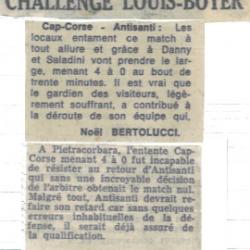 CHALLENGE LOUIS-BOYER
Cap-Corse - Antisanti : Les
locaux entament ce match à
tout allure et grâce à Danny
et Saladini vont prendre le lar-
ge, menant 4 à 0 au bout de
trente minutes. Il est vrai que
le gardien des visiteurs, légè-
rement souffrant, a contribué à
la déroute de son équipe qui,
Noël BERTOLUCCI.
A Pietracorbara, l'entente Cap-
Corse menant 4 à 0 fut incapable
de résister au retour d'Antisanti
qui sans une incroyable décision
de l'arbitre obtenait le match nul.
Malgré tout, Antisanti devrait re-
faire son retard car sans quelques
erreurs inhabituelles de la dé-
fense, il serait déjà assuré de
la qualification.